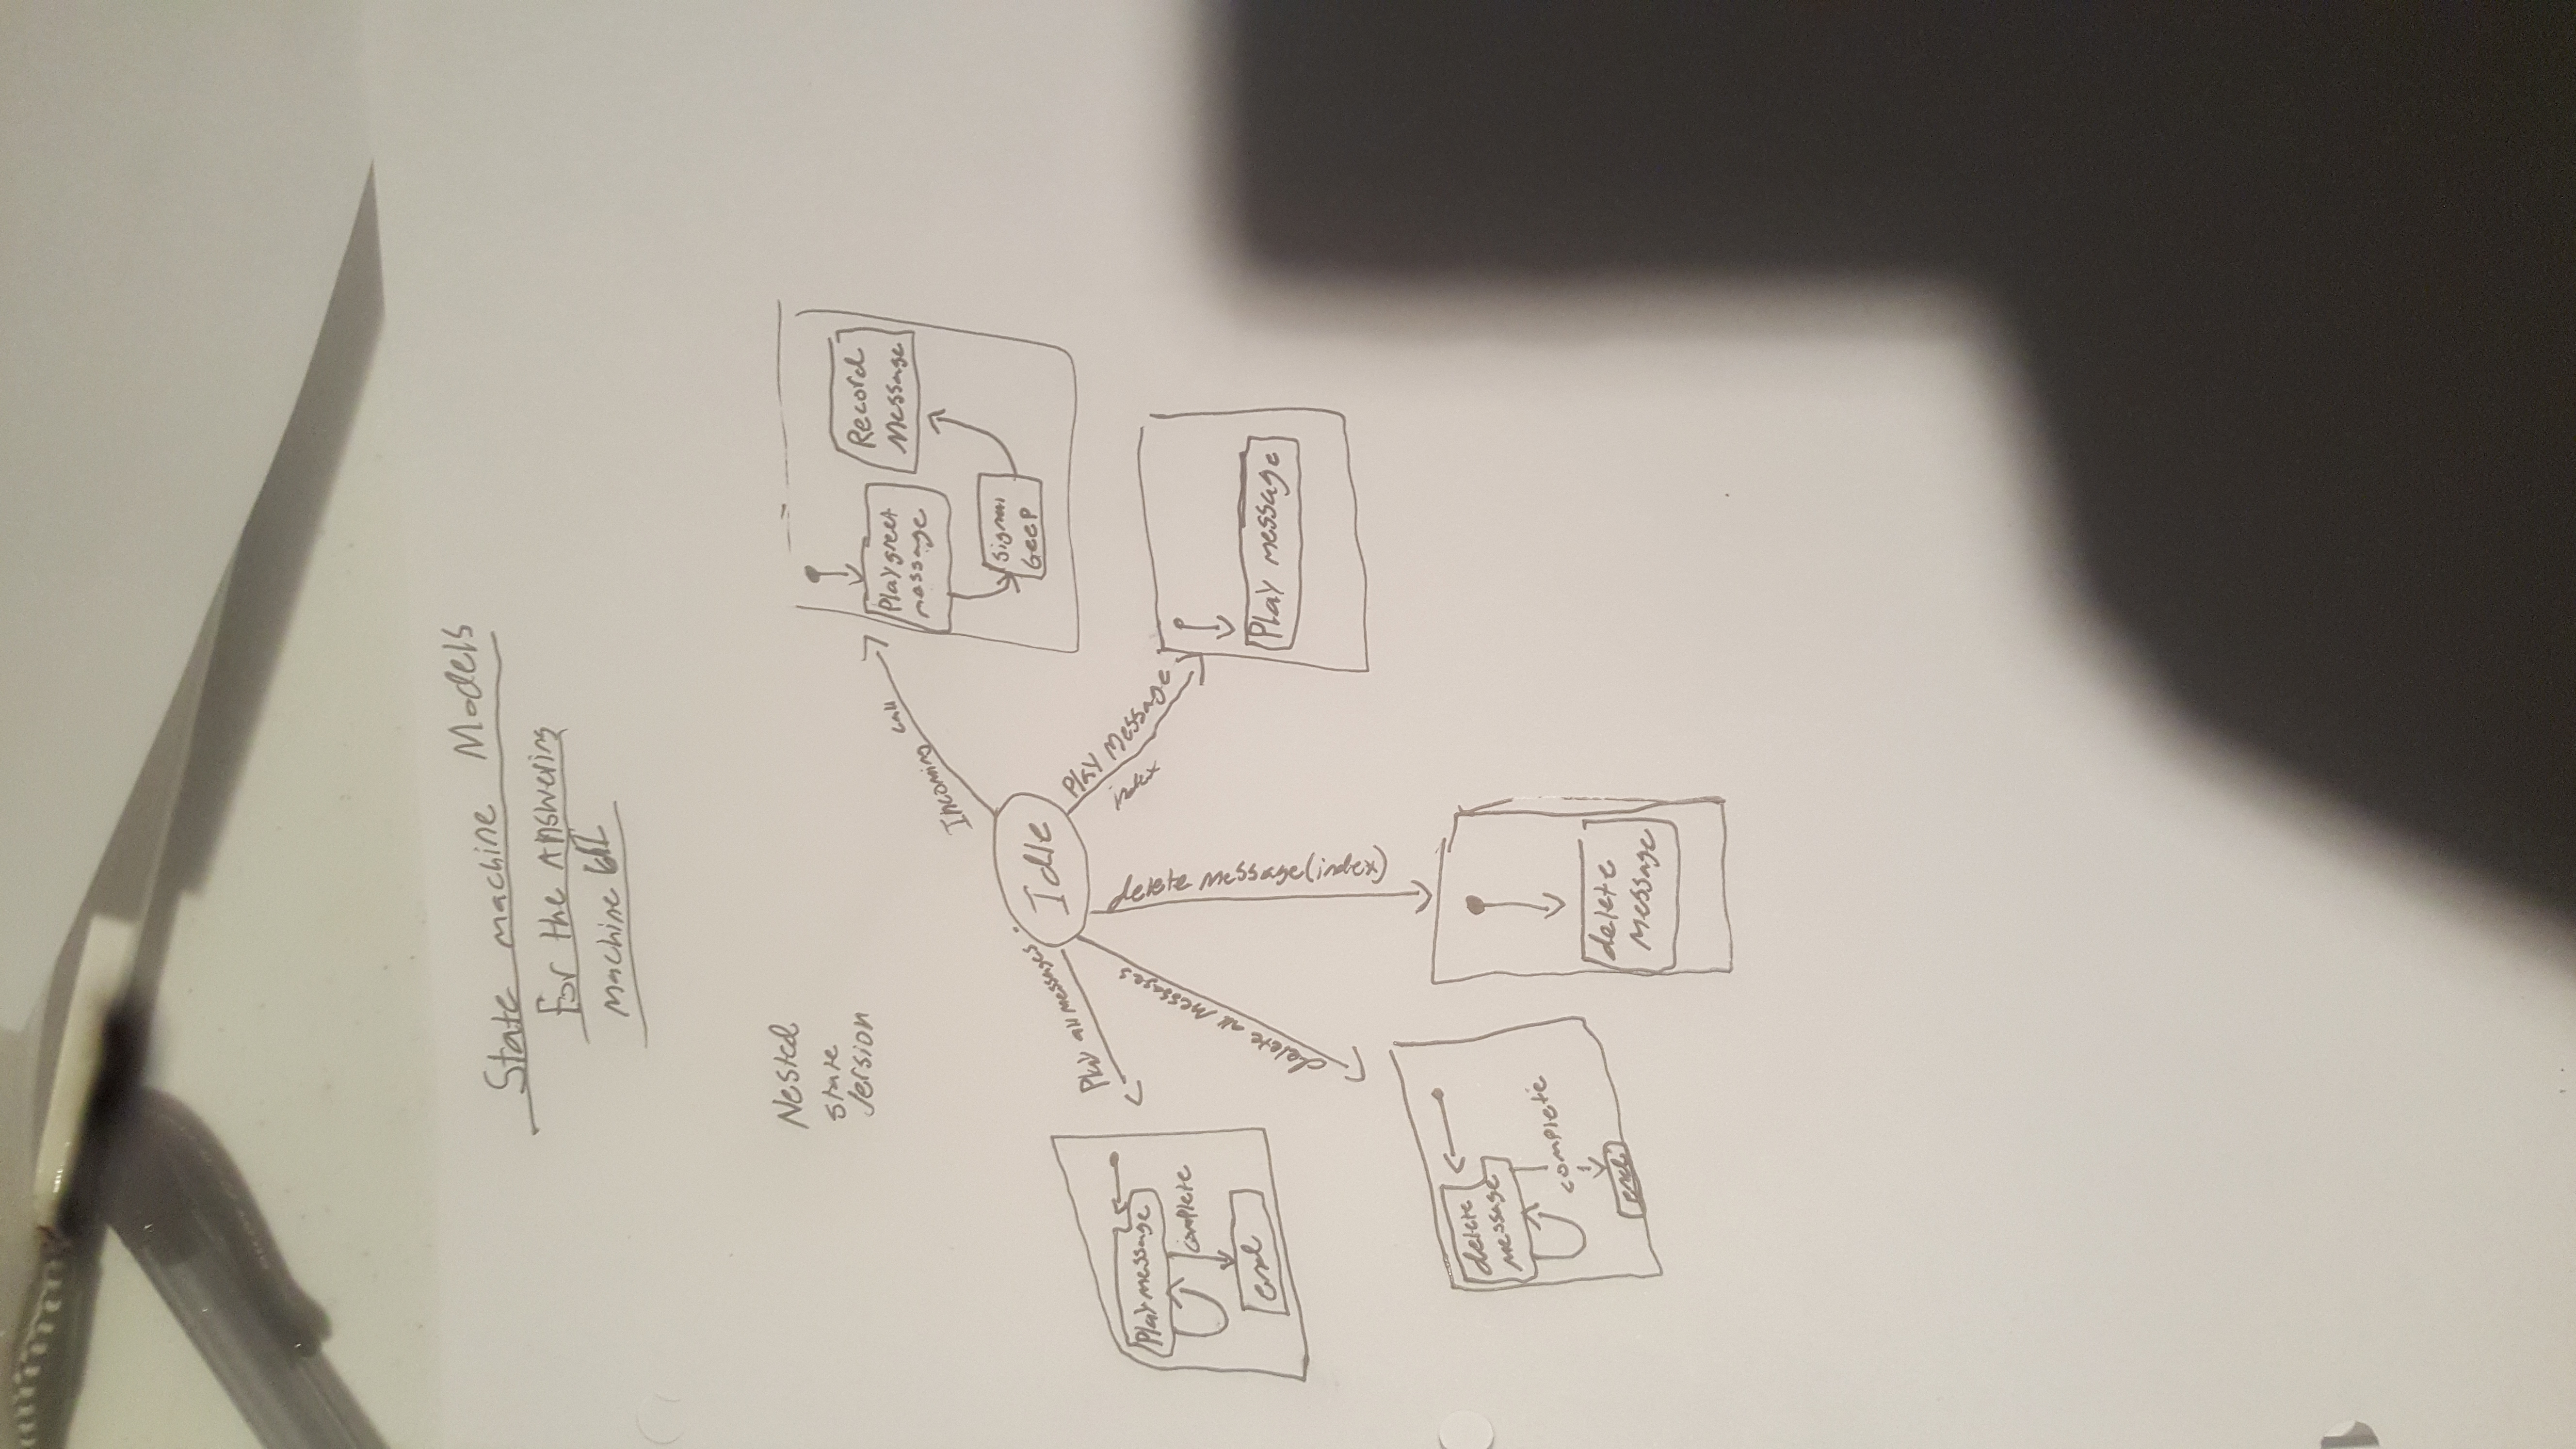 State machine Models
For the Answering
Machine UI
Nested
state
Version
Incoming call
Play greet
message
Record
Message
Signal
Beep
Idle
Play all messages
Play message
complete
end
delete all messages
delete
message
complete
end
delete message(index)
delete
Message
Play Message
index
Play message